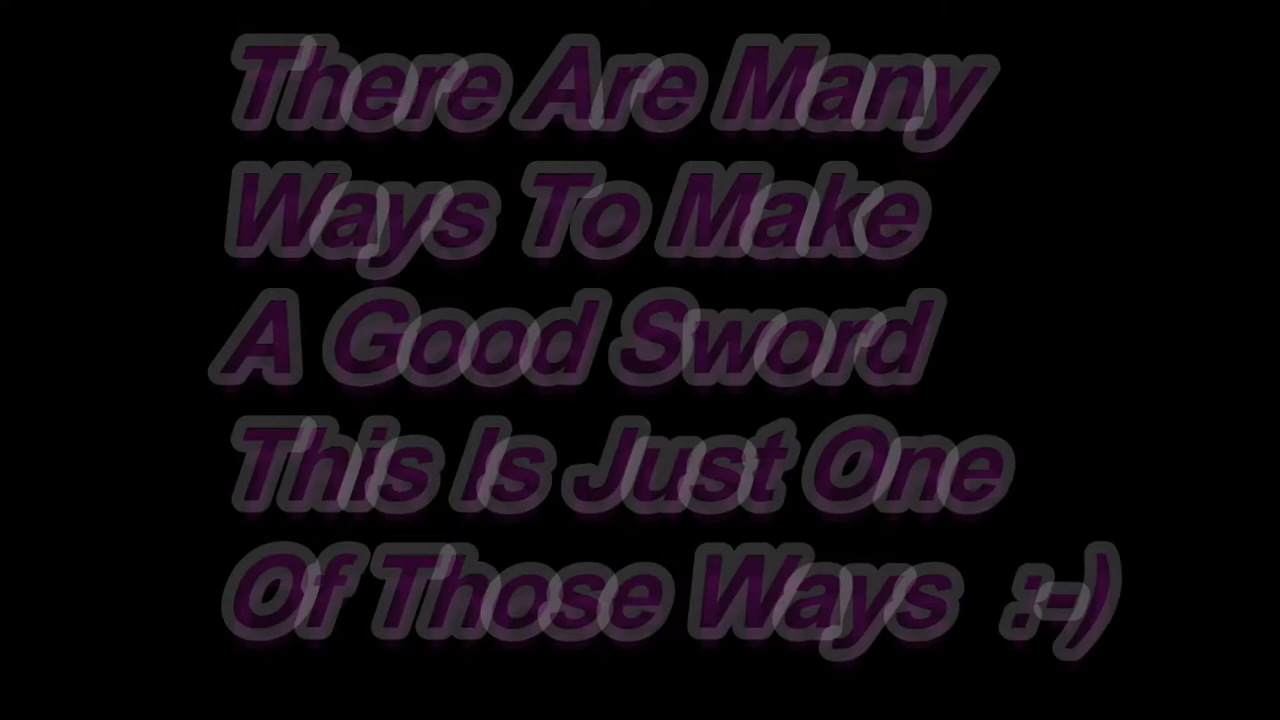 There Are Many
Ways To Make
A Good Sword
This Is Just One
Of Those Ways :-)